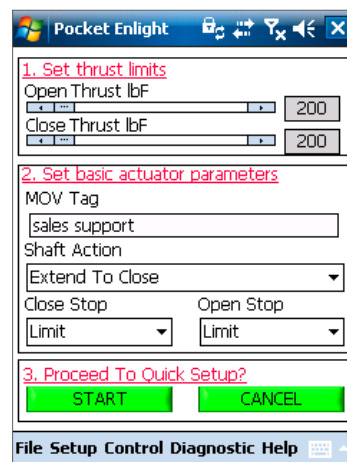 Pocket Enlight
1. Set thrust limits
Open Thrust lbF
200
Close Thrust lbF
200
2. Set basic actuator parameters
MOV Tag
sales support
Shaft Action
Extend To Close
Close Stop Open Stop
Limit Limit
3. Proceed To Quick Setup?
START CANCEL
File Setup Control Diagnostic Help